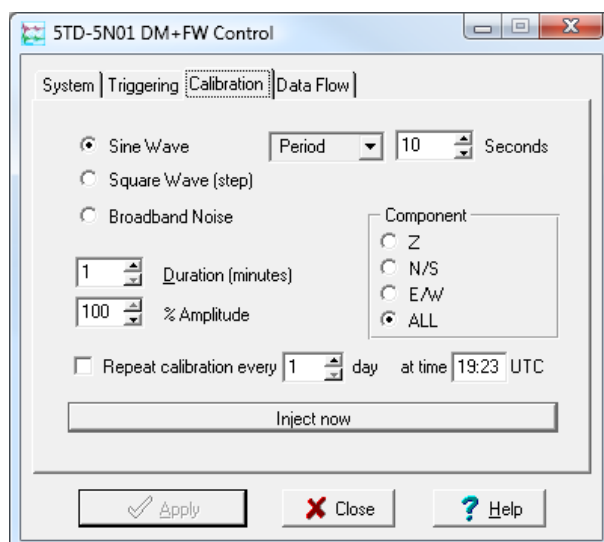 5TD-5N01 DM+FW Control
System Triggering Calibration Data Flow
Sine Wave Period 10 Seconds
Square Wave (step)
Broadband Noise
Component
Z
N/S
E/W
ALL
1 Duration (minutes)
100 % Amplitude
Repeat calibration every 1 day at time 19:23 UTC
Inject now
Apply Close Help